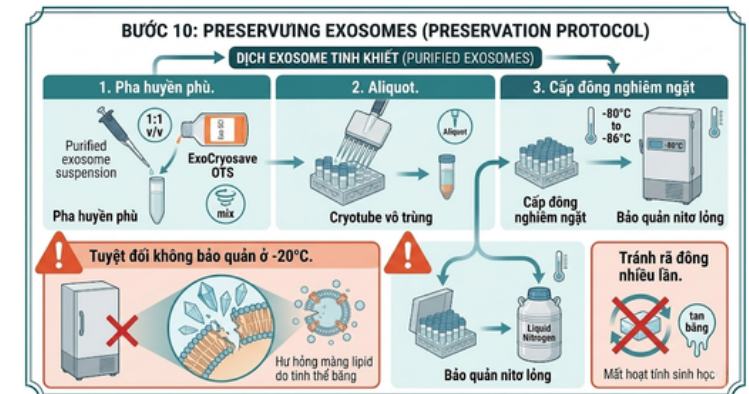 BƯỚC 10: PRESERVƯNG EXOSOMES (PRESERVATION PROTOCOL)
DỊCH EXOSOME TINH KHIẾT (PURIFIED EXOSOMES)
1. Pha huyền phù.
1:1
v/v
Purified
exosome
suspension
ExoCryosave
OTS
mix
Pha huyền phù
2. Aliquot.
Aliquot
Cryotube vô trùng
3. Cấp đông nghiêm ngặt
-80°C
to
-86°C
-80°C
Cấp đông
nghiêm ngặt
Bảo quản nitơ lỏng
Tuyệt đối không bảo quản ở -20°C.
Hư hỏng màng lipid
do tinh thể băng
Liquid
Nitrogen
Bảo quản nitơ lỏng
Tránh rã đông
nhiều lần.
tan
băng
Mất hoạt tính sinh học